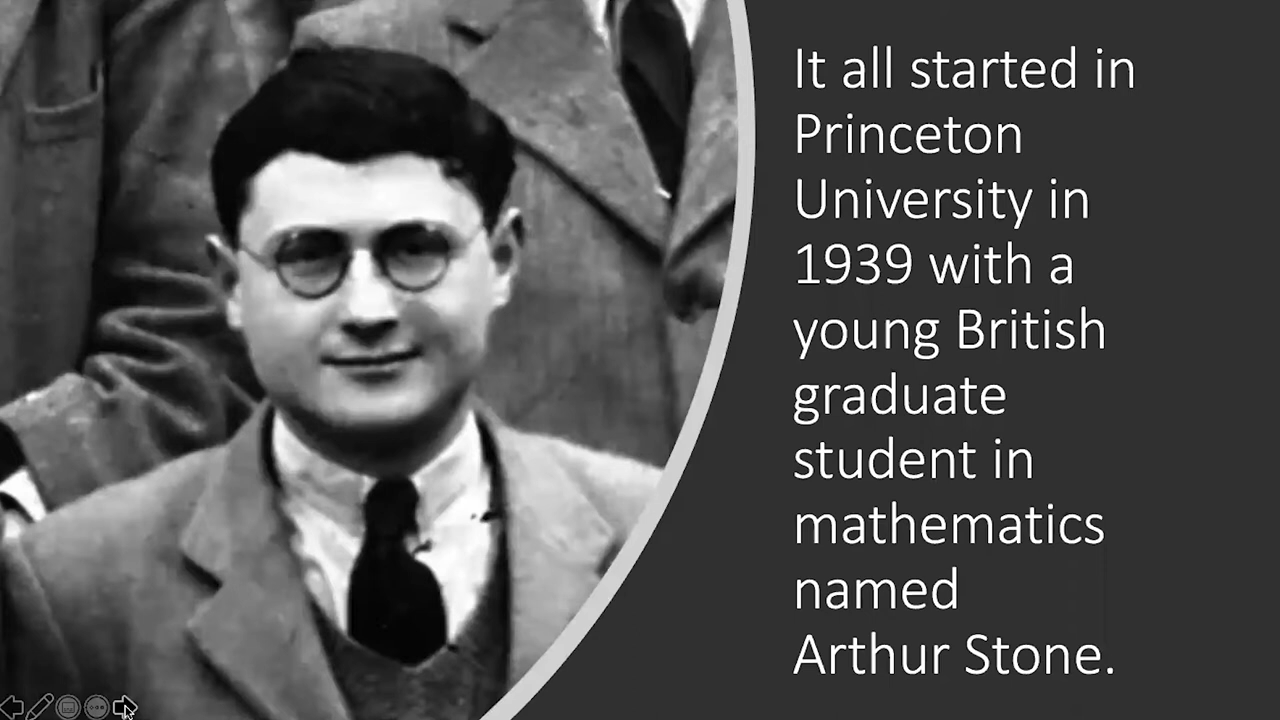 It all started in
Princeton
University in
1939 with a
young British
graduate
student in
mathematics
named
Arthur Stone.